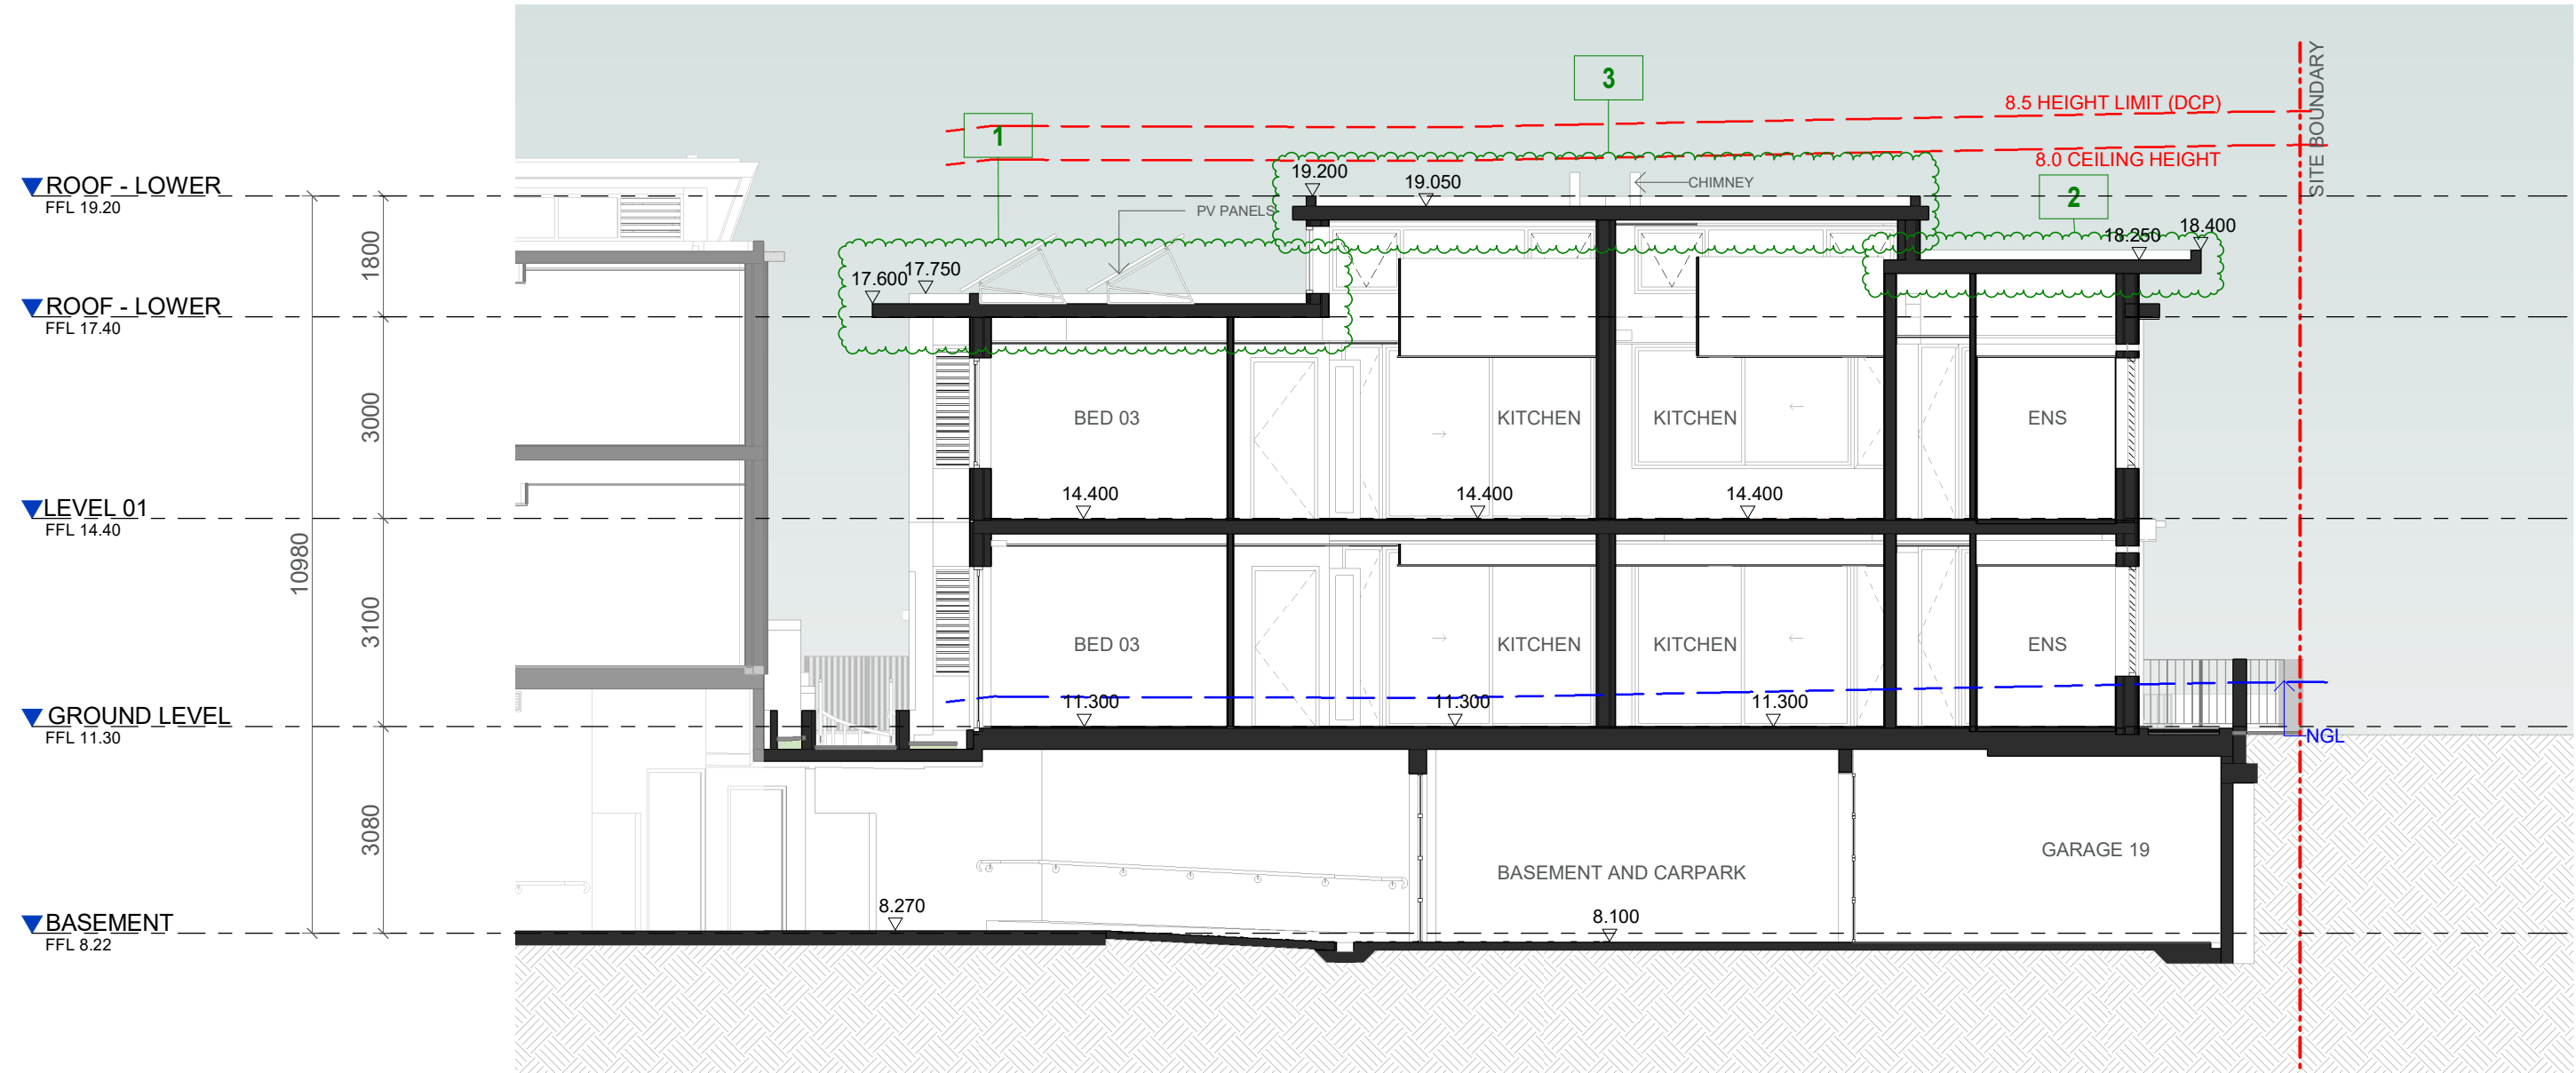 3
8.5 HEIGHT LIMIT (DCP)
SITE BOUNDARY
1
8.0 CEILING HEIGHT
ROOF - LOWER
FFL 19.20
19.200
19.050
CHIMNEY
2
PV PANELS
18.250
18.400
1800
17.600
17.750
ROOF - LOWER
FFL 17.40
3000
BED 03
KITCHEN
KITCHEN
ENS
LEVEL 01
FFL 14.40
14.400
14.400
14.400
10980
3100
BED 03
KITCHEN
KITCHEN
ENS
GROUND LEVEL
FFL 11.30
11.300
11.300
11.300
NGL
3080
BASEMENT AND CARPARK
GARAGE 19
BASEMENT
FFL 8.22
8.270
8.100